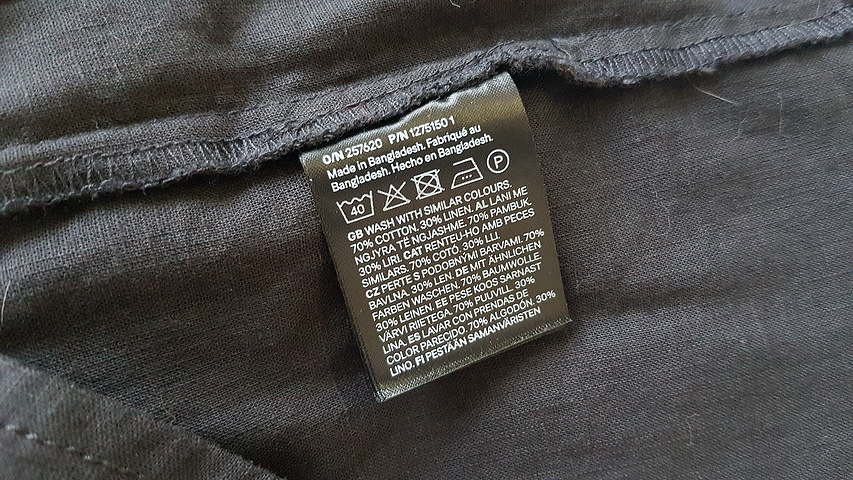 O/N 257620 P/N 1275150 1
Made in Bangladesh. Fabriqué au
Bangladesh. Hecho en Bangladesh.
40 P
GB WASH WITH SIMILAR COLOURS.
70% COTTON. 30% LINEN. AL LANI ME
NGJYRA TË NGJASHME. 70% PAMBUK.
30% LIRI. CAT RENTEU-HO AMB PECES
SIMILARS. 70% COTÓ. 30% LLI.
CZ PERTE S PODOBNÝMI BARVAMI. 70%
BAVLNA. 30% LEN. DE MIT ÄHNLICHEN
FARBEN WASCHEN. 70% BAUMWOLLE.
30% LEINEN. EE PESE KOOS SARNAST
VÄRVI RIIETEGA. 70% PUUVILL. 30%
LINA. ES LAVAR CON PRENDAS DE
COLOR PARECIDO. 70% ALGODÓN. 30%
LINO. FI PESTÄÄN SAMANVÄRISTEN